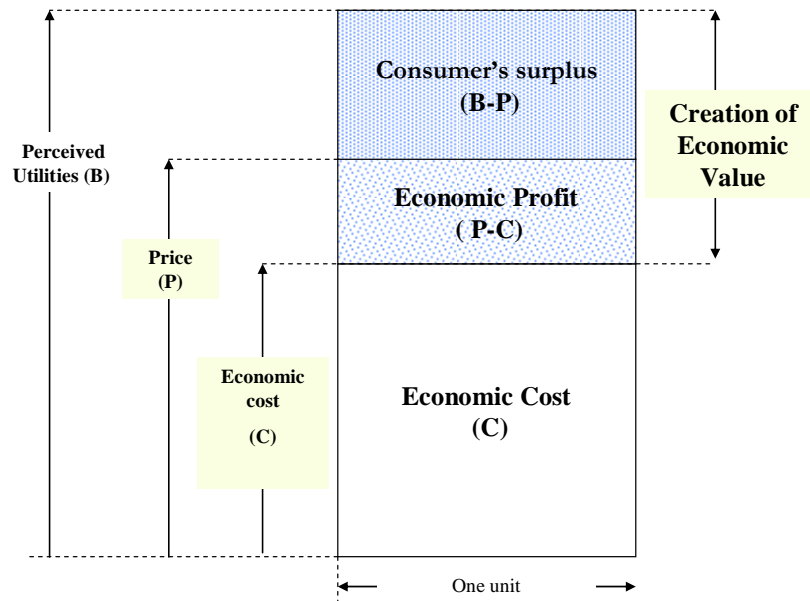 Consumer’s surplus
(B-P)
Creation of
Economic
Value
Perceived
Utilities (B)
Economic Profit
( P-C)
Price
(P)
Economic
cost
(C)
Economic Cost
(C)
One unit